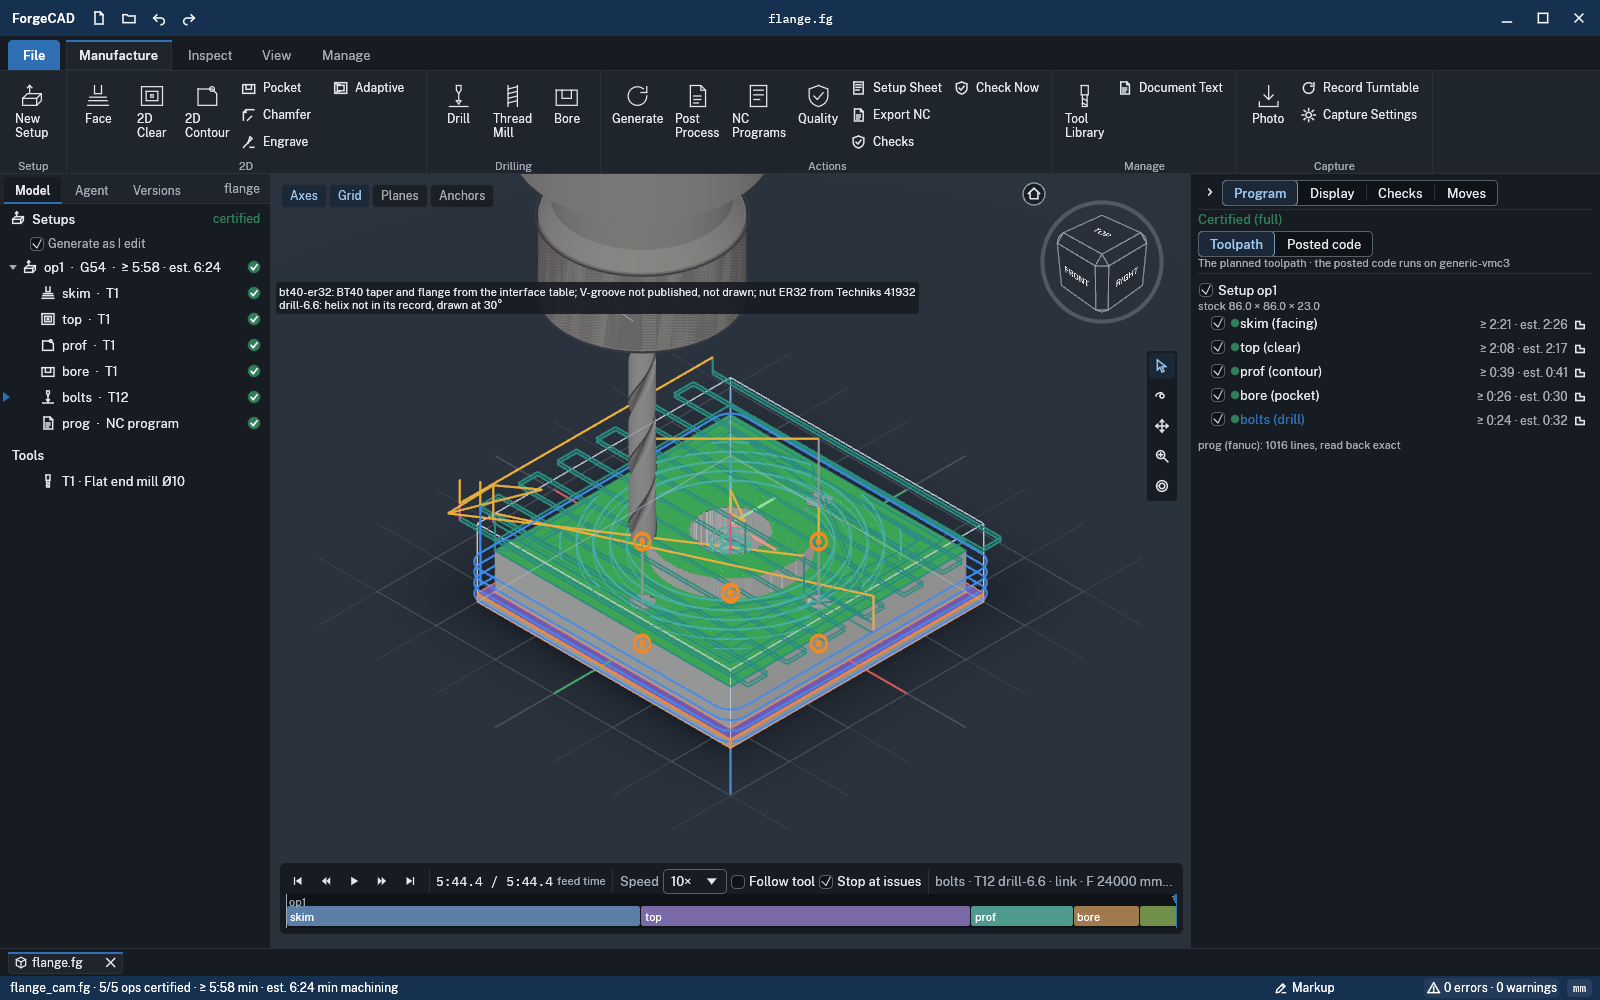 ForgeCAD
flange.fg
File
Manufacture
Inspect
View
Manage
New Setup
Setup
Face
2D Clear
2D Contour
Pocket
Chamfer
Engrave
Adaptive
2D
Drill
Thread Mill
Bore
Drilling
Generate
Post Process
NC Programs
Quality
Setup Sheet
Export NC
Checks
Check Now
Actions
Tool Library
Document Text
Manage
Photo
Record Turntable
Capture Settings
Capture
Model
Agent
Versions
flange
Setups
certified
Generate as I edit
op1 · G54 · ≥ 5:58 · est. 6:24
skim · T1
top · T1
prof · T1
bore · T1
bolts · T12
prog · NC program
Tools
T1 · Flat end mill Ø10
Axes
Grid
Planes
Anchors
bt40-er32: BT40 taper and flange from the interface table; V-groove not published, not drawn; nut ER32 from Techniks 41932
drill-6.6: helix not in its record, drawn at 30°
TOP
FRONT
RIGHT
5:44.4 / 5:44.4 feed time
Speed
10×
Follow tool
Stop at issues
bolts · T12 drill-6.6 · link · F 24000 mm...
op1
skim
top
prof
bore
Program
Display
Checks
Moves
Certified (full)
Toolpath
Posted code
The planned toolpath · the posted code runs on generic-vmc3
Setup op1
stock 86.0 × 86.0 × 23.0
skim (facing) ≥ 2:21 · est. 2:26
top (clear) ≥ 2:08 · est. 2:17
prof (contour) ≥ 0:39 · est. 0:41
bore (pocket) ≥ 0:26 · est. 0:30
bolts (drill) ≥ 0:24 · est. 0:32
prog (fanuc): 1016 lines, read back exact
flange.fg
flange_cam.fg · 5/5 ops certified · ≥ 5:58 min · est. 6:24 min machining
Markup
0 errors · 0 warnings
mm